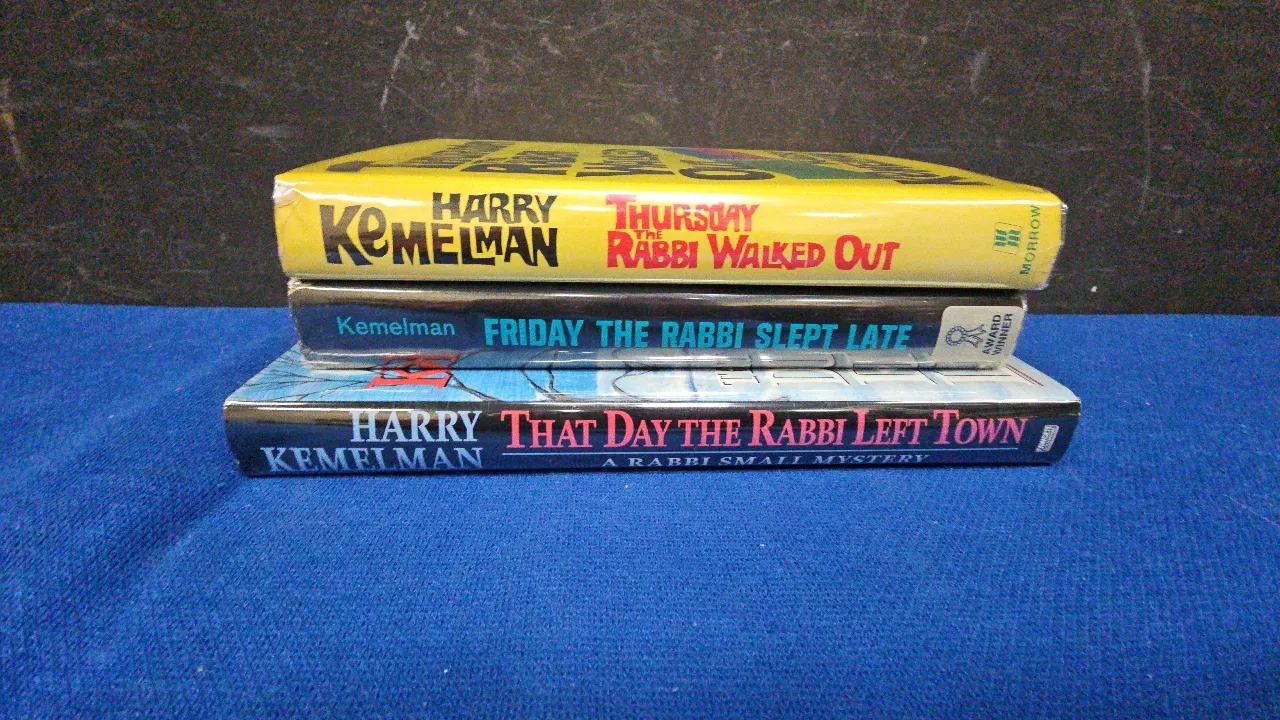 HARRY
KEMELMAN
THURSDAY
THE
RABBI WALKED OUT
MORROW
Kemelman
FRIDAY THE RABBI SLEPT LATE
AWARD
WINNER
HARRY
KEMELMAN
THAT DAY THE RABBI LEFT TOWN
A RABBI SMALL MYSTERY